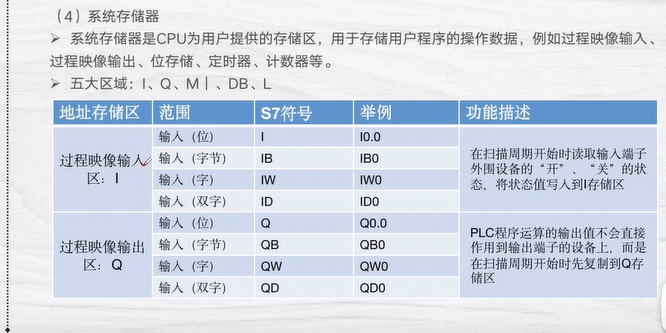 （4）系统存储器
➢ 系统存储器是CPU为用户提供的存储区，用于存储用户程序的操作数据，例如过程映像输入、
过程映像输出、位存储、定时器、计数器等。
➢ 五大区域：I、Q、M｜、DB、L
地址存储区 范围 S7符号 举例 功能描述
过程映像输入
区：I
输入（位） I I0.0
输入（字节） IB IB0
输入（字） IW IW0
输入（双字） ID ID0
在扫描周期开始时读取输入端子
外围设备的“开”、“关”的状
态，将状态值写入到I存储区
过程映像输出
区：Q
输入（位） Q Q0.0
输入（字节） QB QB0
输入（字） QW QW0
输入（双字） QD QD0
PLC程序运算的输出值不会直接
作用到输出端子的设备上，而是
在扫描周期开始时先复制到Q存
储区